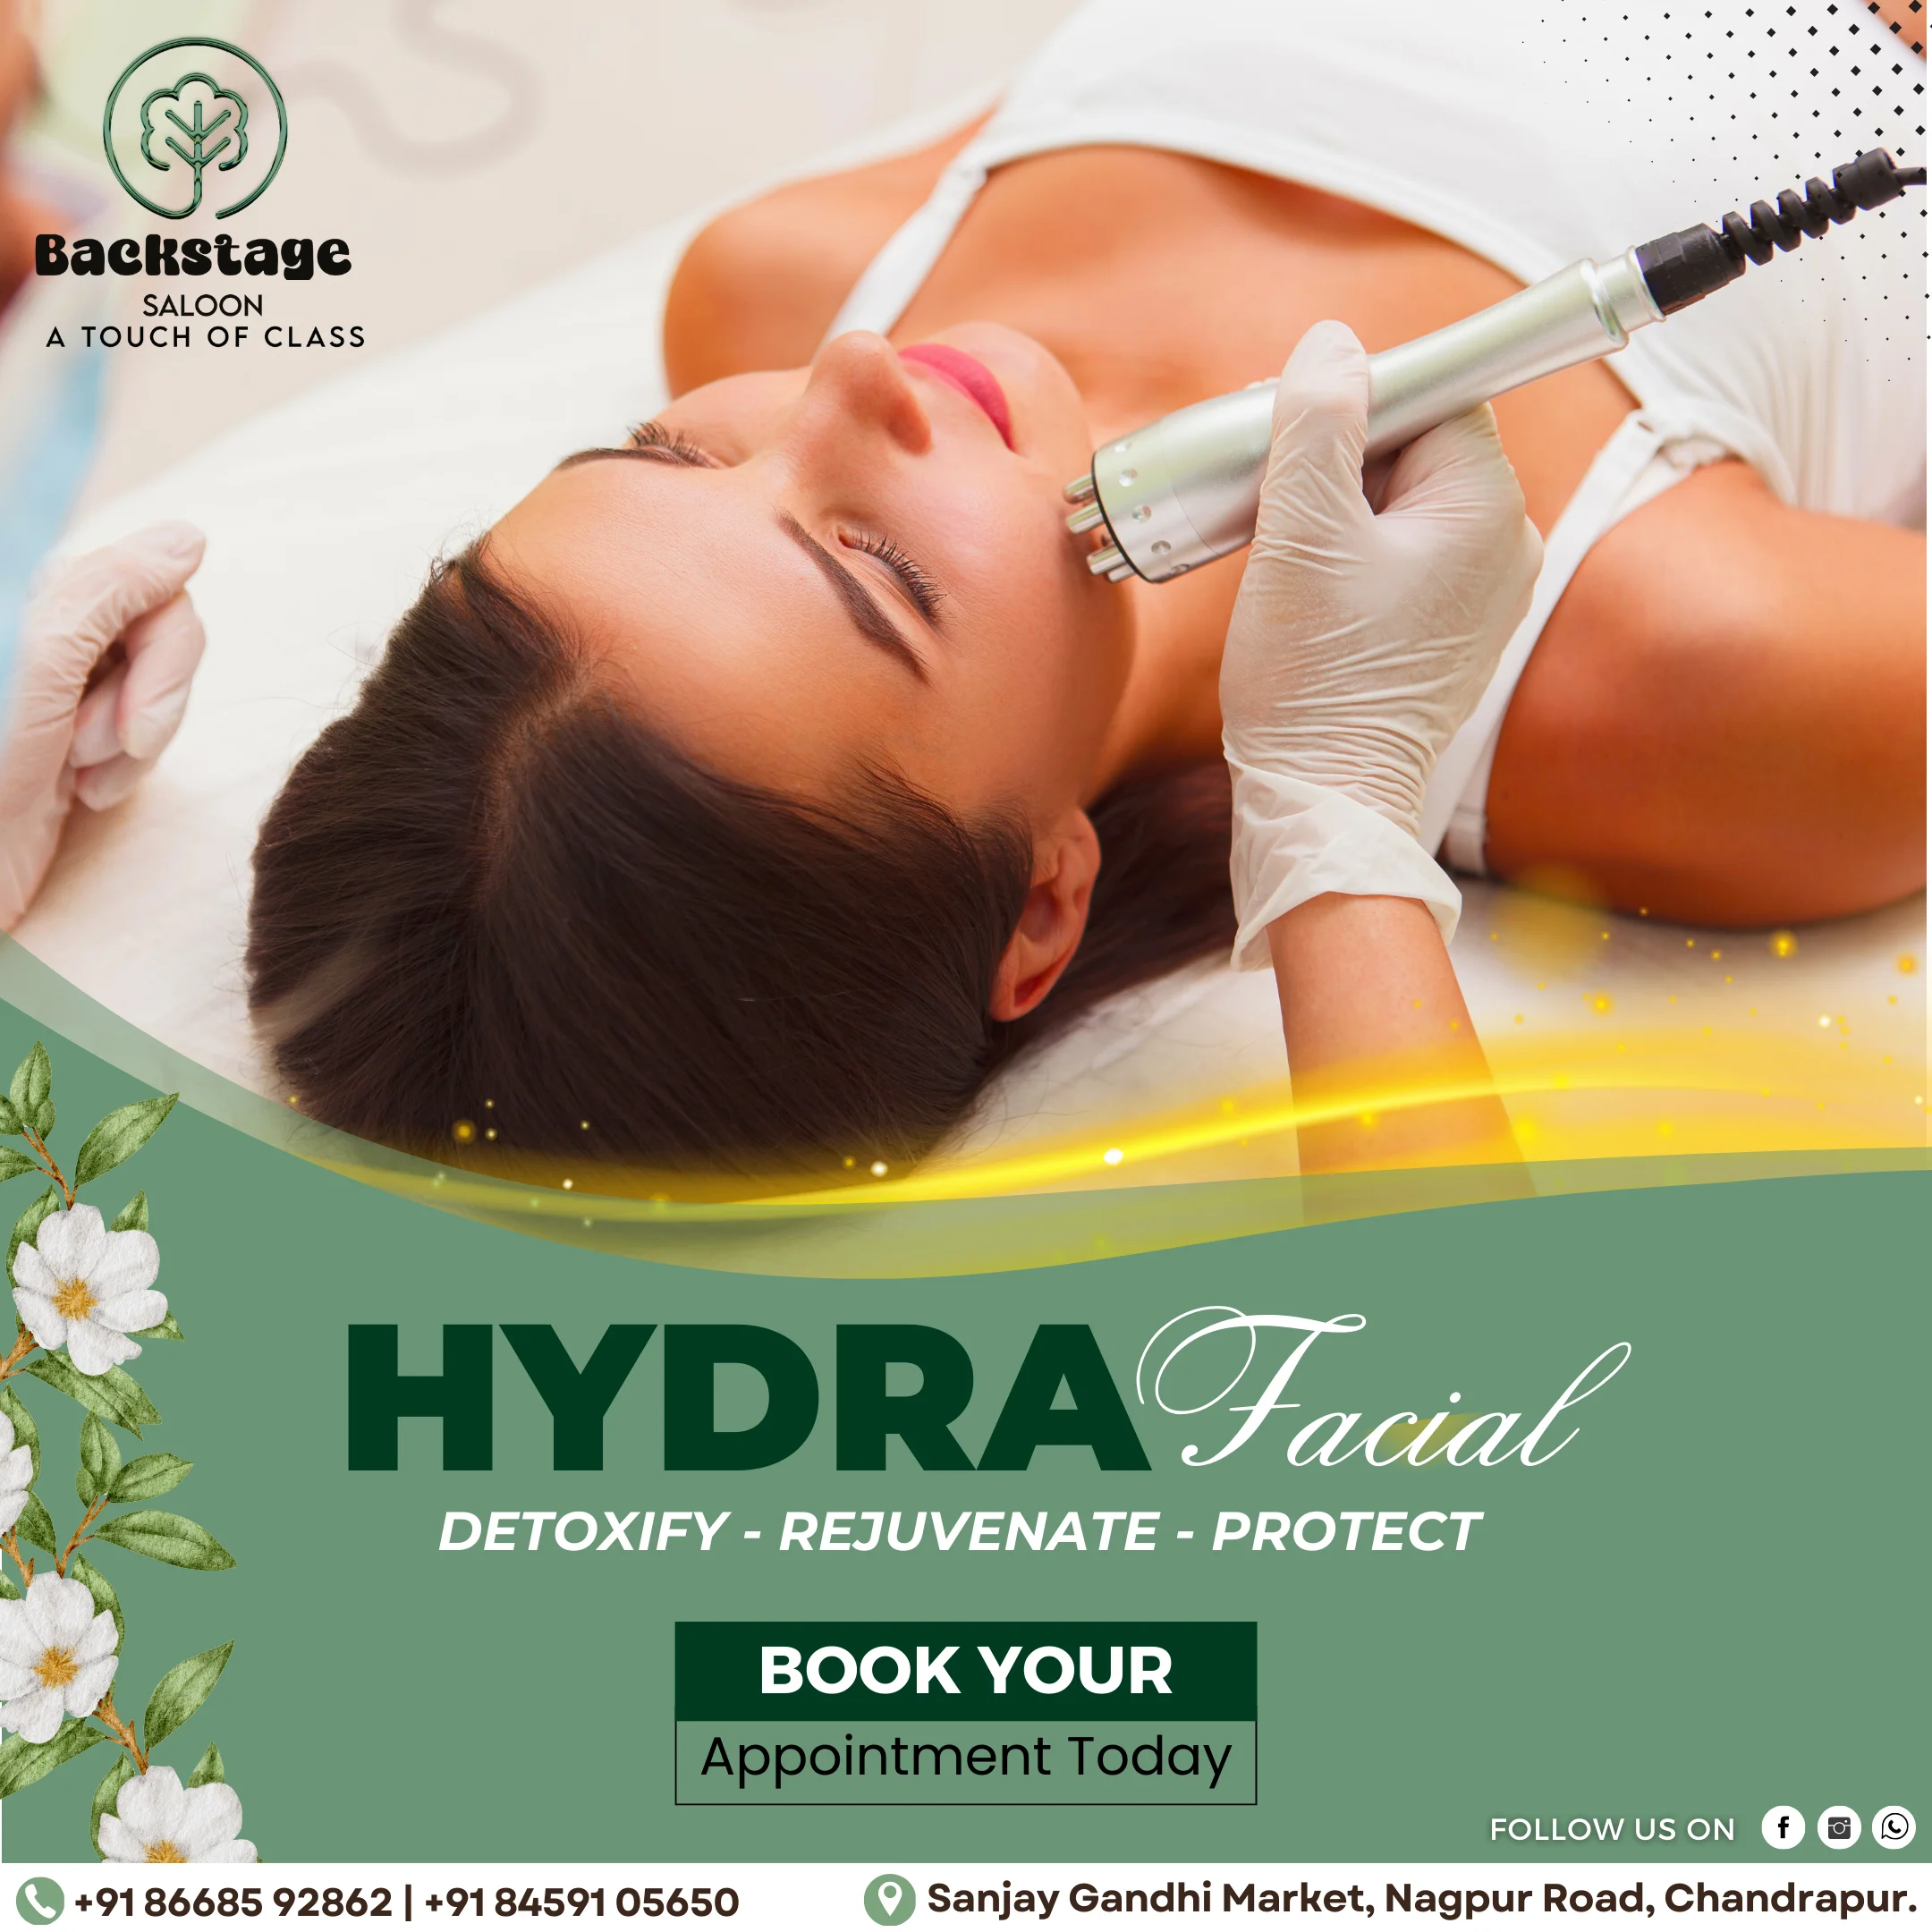 Backstage
SALOON
A TOUCH OF CLASS
HYDRA Facial
DETOXIFY - REJUVENATE - PROTECT
BOOK YOUR
Appointment Today
FOLLOW US ON
+91 86685 92862 | +91 84591 05650
Sanjay Gandhi Market, Nagpur Road, Chandrapur.